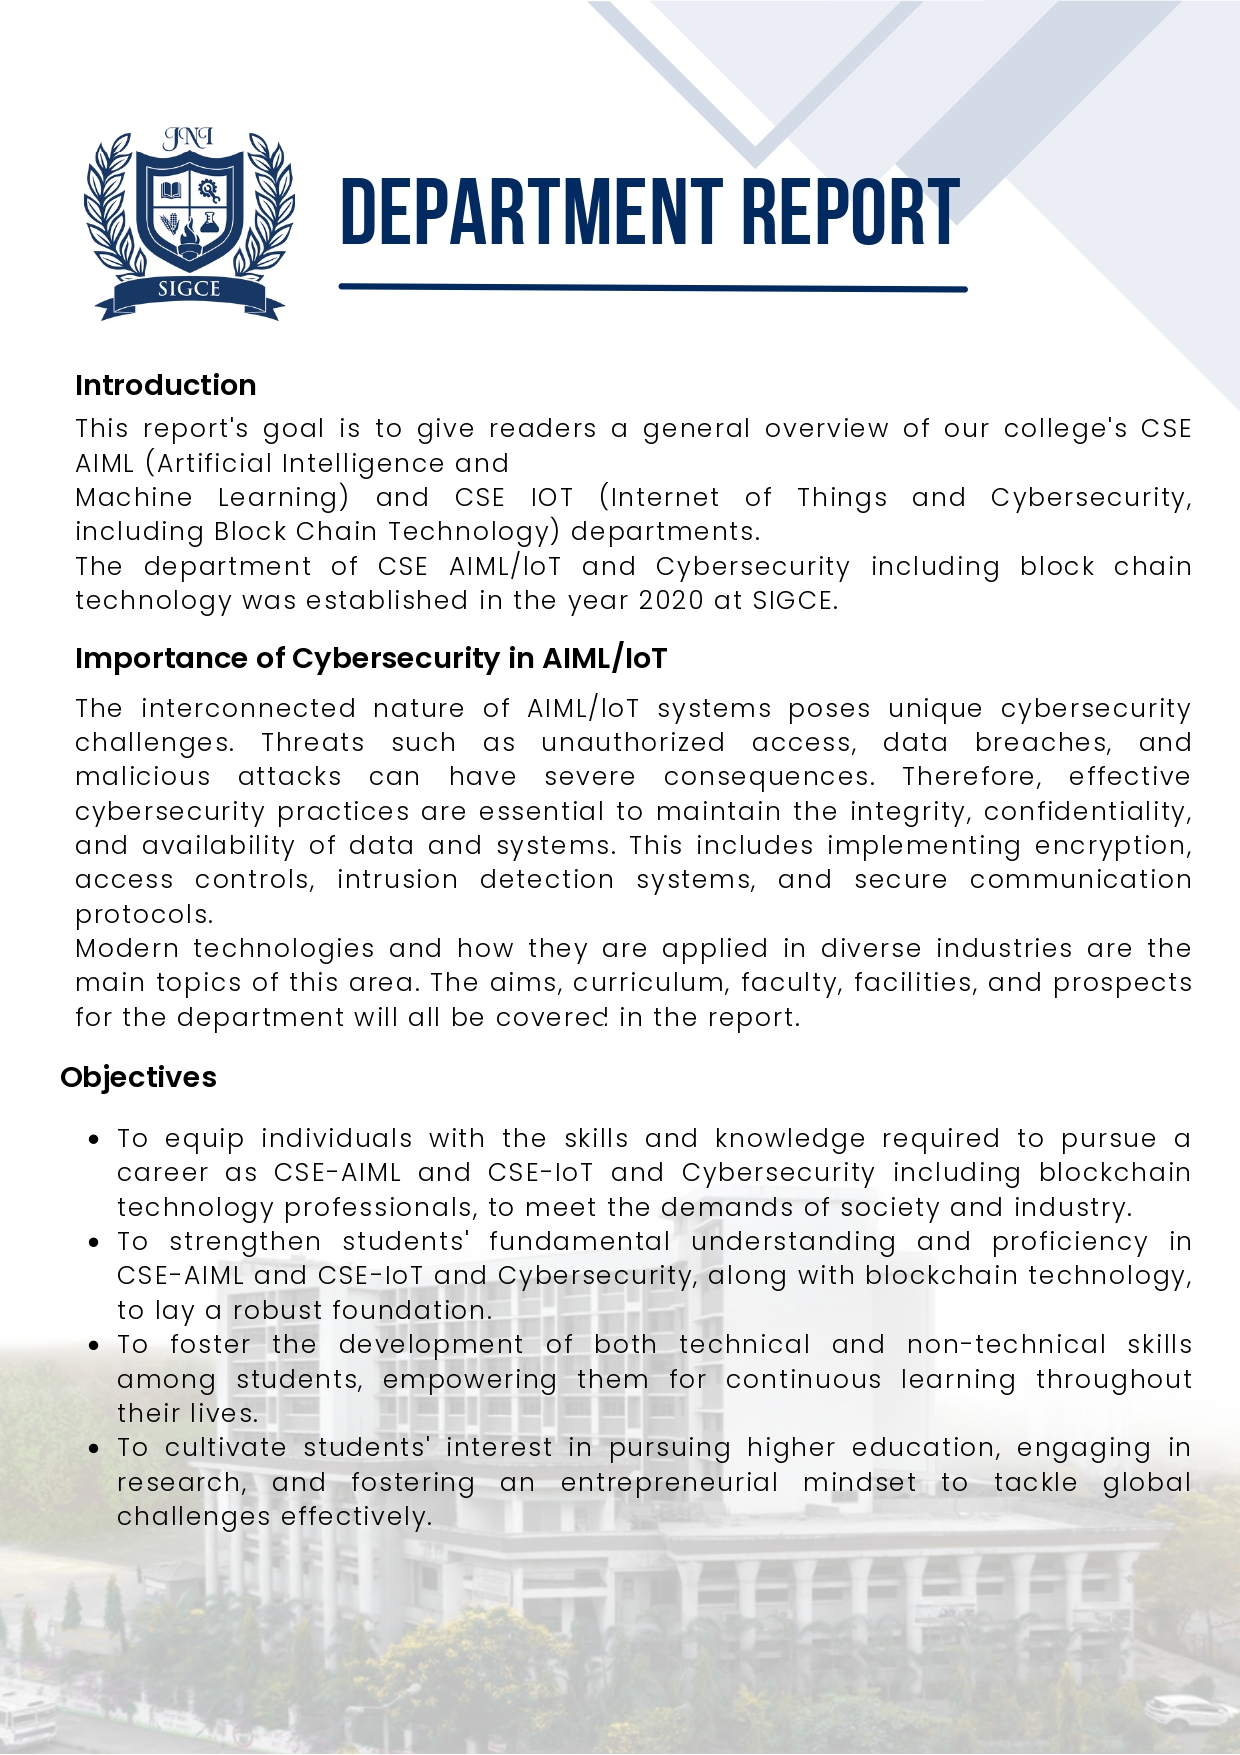 JNI
SIGCE
DEPARTMENT REPORT
Introduction
This report's goal is to give readers a general overview of our college's CSE
AIML (Artificial Intelligence and
Machine Learning) and CSE IOT (Internet of Things and Cybersecurity,
including Block Chain Technology) departments.
The department of CSE AIML/IoT and Cybersecurity including block chain
technology was established in the year 2020 at SIGCE.
Importance of Cybersecurity in AIML/IoT
The interconnected nature of AIML/IoT systems poses unique cybersecurity
challenges. Threats such as unauthorized access, data breaches, and
malicious attacks can have severe consequences. Therefore, effective
cybersecurity practices are essential to maintain the integrity, confidentiality,
and availability of data and systems. This includes implementing encryption,
access controls, intrusion detection systems, and secure communication
protocols.
Modern technologies and how they are applied in diverse industries are the
main topics of this area. The aims, curriculum, faculty, facilities, and prospects
for the department will all be covered in the report.
Objectives
• To equip individuals with the skills and knowledge required to pursue a
career as CSE-AIML and CSE-IoT and Cybersecurity including blockchain
technology professionals, to meet the demands of society and industry.
• To strengthen students' fundamental understanding and proficiency in
CSE-AIML and CSE-IoT and Cybersecurity, along with blockchain technology,
to lay a robust foundation.
• To foster the development of both technical and non-technical skills
among students, empowering them for continuous learning throughout
their lives.
• To cultivate students' interest in pursuing higher education, engaging in
research, and fostering an entrepreneurial mindset to tackle global
challenges effectively.